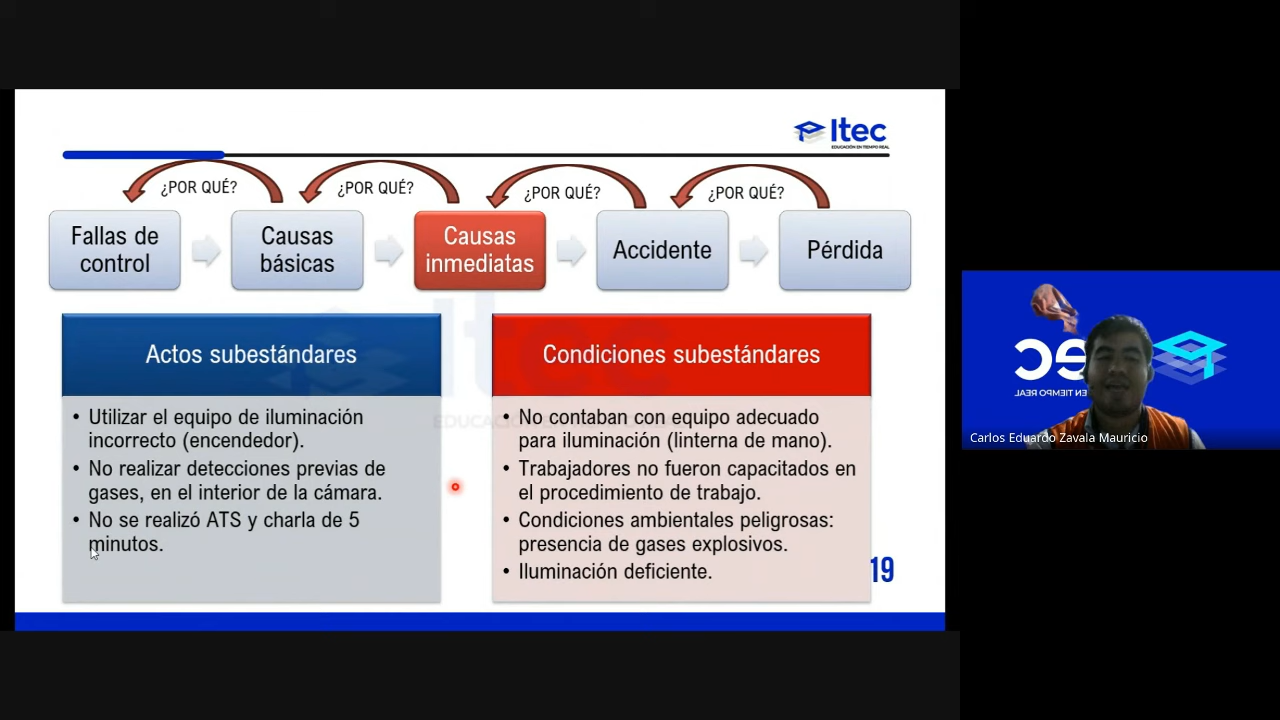 Itec
EDUCACIÓN EN TIEMPO REAL
¿POR QUÉ?
¿POR QUÉ?
¿POR QUÉ?
¿POR QUÉ?
Fallas de
control
Causas
básicas
Causas
inmediatas
Accidente
Pérdida
Actos subestándares
• Utilizar el equipo de iluminación
incorrecto (encendedor).
• No realizar detecciones previas de
gases, en el interior de la cámara.
• No se realizó ATS y charla de 5
minutos.
Condiciones subestándares
• No contaban con equipo adecuado
para iluminación (linterna de mano).
• Trabajadores no fueron capacitados en
el procedimiento de trabajo.
• Condiciones ambientales peligrosas:
presencia de gases explosivos.
• Iluminación deficiente.
19
ec
EN TIEMPO REAL
Carlos Eduardo Zavala Mauricio